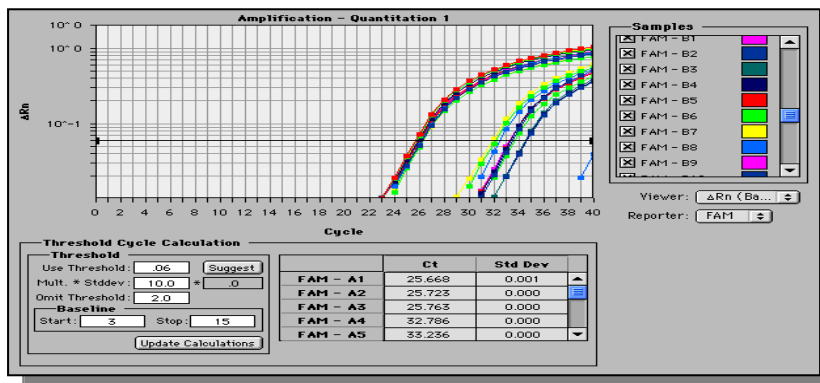 Amplification - Quantitation 1
10^ 0
10^ 0
10^-1
ΔRn
0 2 4 6 8 10 12 14 16 18 20 22 24 26 28 30 32 34 36 38 40
Cycle
Samples
FAM - B1
FAM - B2
FAM - B3
FAM - B4
FAM - B5
FAM - B6
FAM - B7
FAM - B8
FAM - B9
Viewer: ΔRn (Ba...
Reporter: FAM
Threshold Cycle Calculation
Threshold
Use Threshold: .06 Suggest
Mult. * Stddev: 10.0 * .0
Omit Threshold: 2.0
Baseline
Start: 3 Stop: 15
Update Calculations
Ct Std Dev
FAM - A1 25.668 0.001
FAM - A2 25.723 0.000
FAM - A3 25.763 0.000
FAM - A4 32.786 0.000
FAM - A5 33.236 0.000